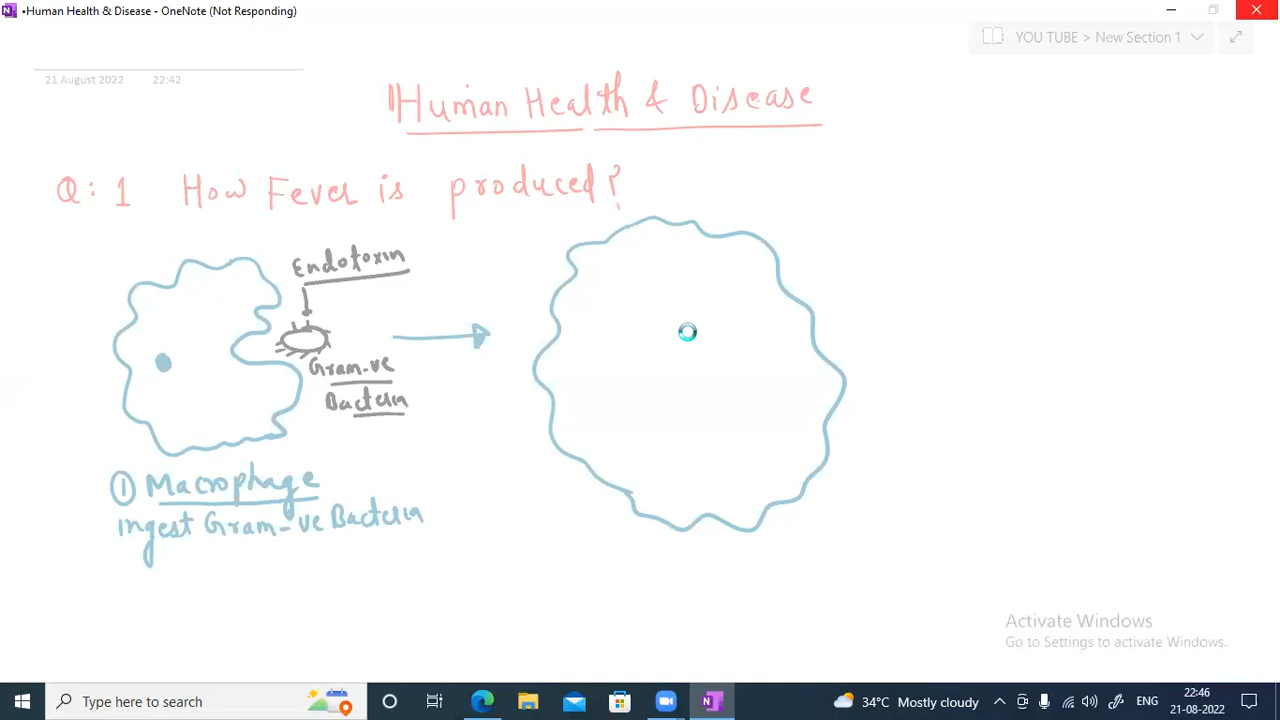 •Human Health & Disease - OneNote (Not Responding)
YOU TUBE > New Section 1
21 August 2022 22:42
Human Health & Disease
Q: 1 How Fever is produced?
Endotoxin
Gram-ve
Bacteria
① Macrophage
ingest Gram-ve Bacteria
Activate Windows
Go to Settings to activate Windows.
Type here to search
34°C Mostly cloudy
ENG
22:46
21-08-2022